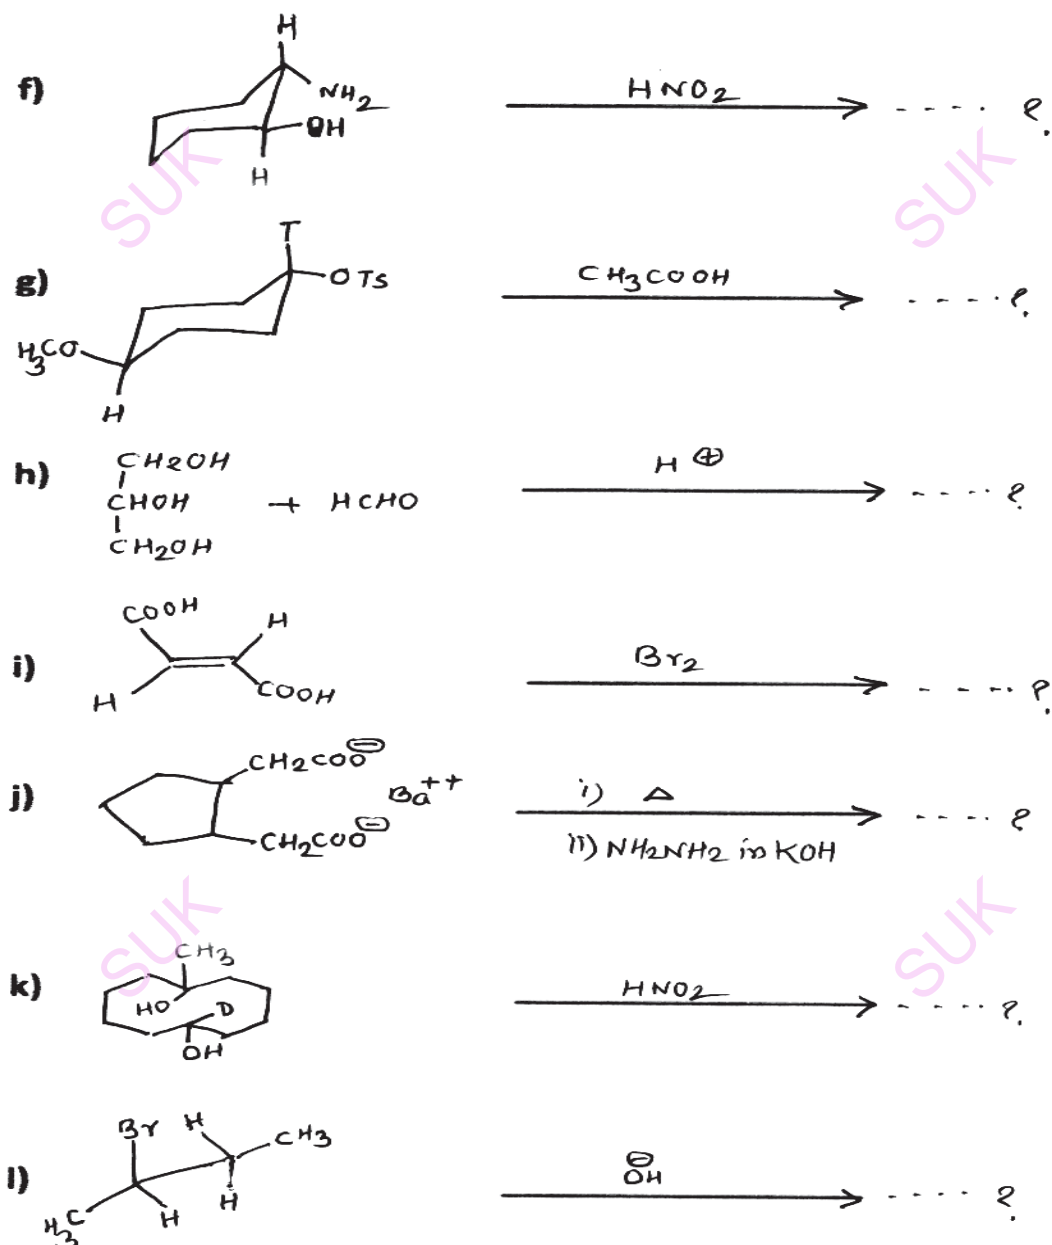 H
f)
NH2
HNO2
---- ?
OH
H
SUK
SUK
T
g)
OTs
CH3COOH
---- ?
H3CO
H
h)
CH2OH
CHOH + HCHO
CH2OH
H ⊕
---- ?
COOH
H
i)
Br2
---- ?
H
COOH
j)
CH2COO⊖
Ba++
CH2COO⊖
i) Δ
ii) NH2NH2 in KOH
---- ?
SUK
SUK
CH3
k)
HO
D
HNO2
---- ?
OH
Br
H
CH3
l)
⊖
OH
---- ?
H3C
H
H